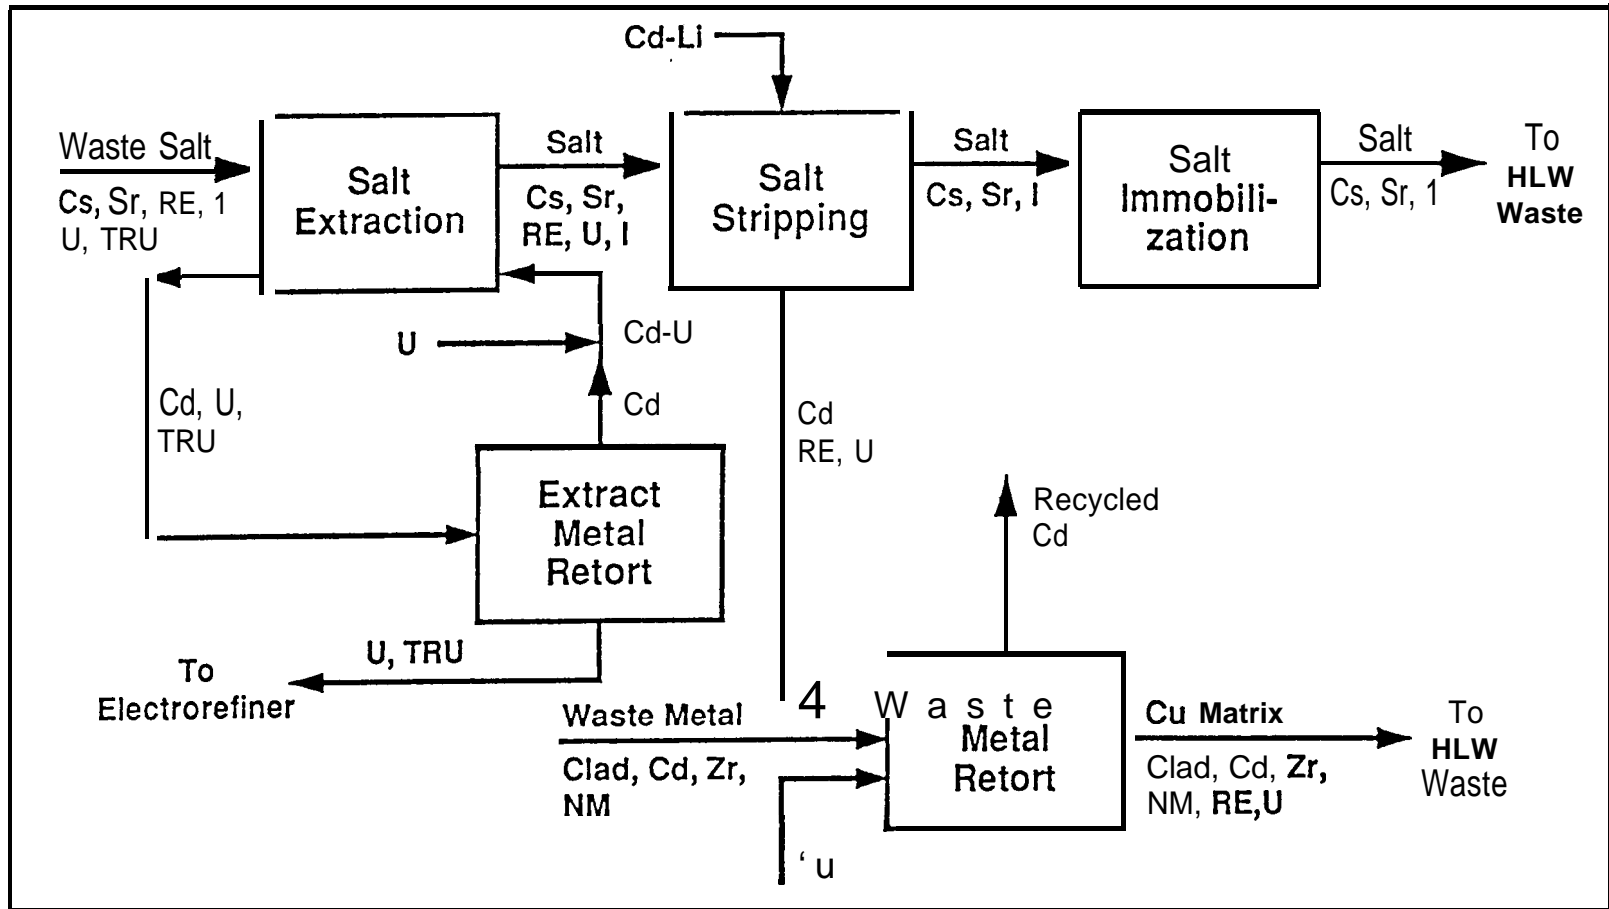 Cd-Li
Waste Salt
Cs, Sr, RE, 1
U, TRU
Salt
Extraction
Salt
Cs, Sr,
RE, U, I
Salt
Stripping
Salt
Cs, Sr, I
Salt
Immobili-
zation
Salt
Cs, Sr, 1
To
HLW
Waste
U
Cd-U
Cd
Cd, U,
TRU
Cd
RE, U
Extract
Metal
Retort
Recycled
Cd
U, TRU
To
Electrorefiner
Waste Metal
Clad, Cd, Zr,
NM
4
Waste
Metal
Retort
Cu Matrix
Clad, Cd, Zr,
NM, RE,U
To
HLW
Waste
‘ u